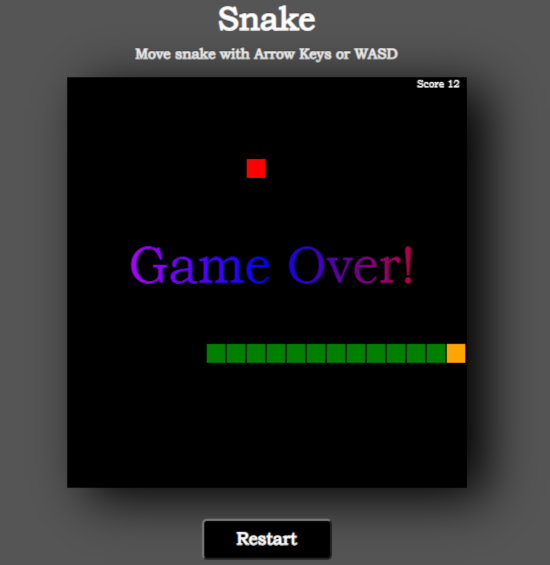 Snake
Move snake with Arrow Keys or WASD
Score 12
Game Over!
Restart